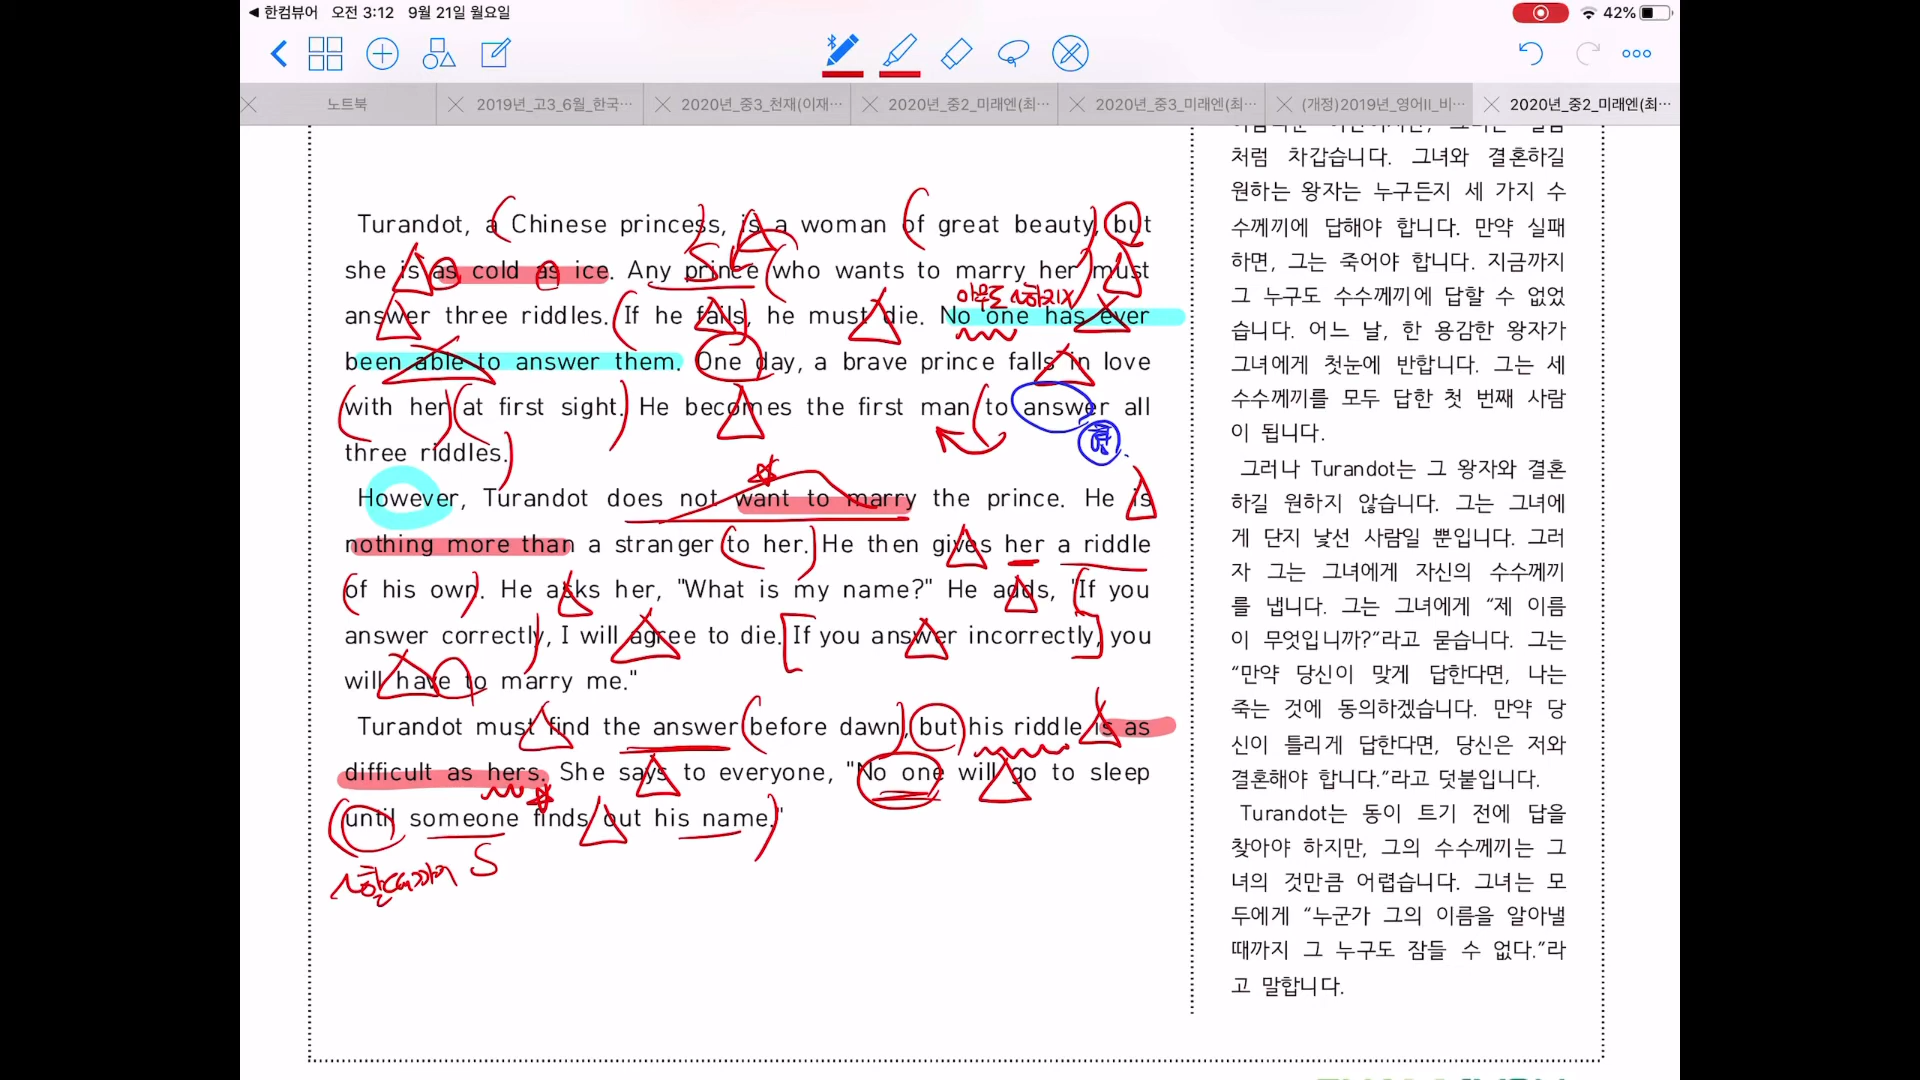 ◀ 한컴뷰어 오전 3:12 9월 21일 월요일 42%
노트북
2019년_고3_6월_한국…
2020년_중3_천재(이재…
2020년_중2_미래엔(최…
2020년_중3_미래엔(최…
(개정)2019년_영어II_비…
2020년_중2_미래엔(최…
Turandot, a Chinese princess, is a woman of great beauty, but
she is as cold as ice. Any prince who wants to marry her must
아무도 ~하지X
answer three riddles. If he fails, he must die. No one has ever
been able to answer them. One day, a brave prince falls in love
with her at first sight. He becomes the first man to answer all
three riddles.
However, Turandot does not want to marry the prince. He is
nothing more than a stranger to her. He then gives her a riddle
of his own. He asks her, "What is my name?" He adds, "If you
answer correctly, I will agree to die. If you answer incorrectly, you
will have to marry me."
Turandot must find the answer before dawn, but his riddle is as
difficult as hers. She says to everyone, "No one will go to sleep
until someone finds out his name."
~할 때까지 S
처럼 차갑습니다. 그녀와 결혼하길
원하는 왕자는 누구든지 세 가지 수
수께끼에 답해야 합니다. 만약 실패
하면, 그는 죽어야 합니다. 지금까지
그 누구도 수수께끼에 답할 수 없었
습니다. 어느 날, 한 용감한 왕자가
그녀에게 첫눈에 반합니다. 그는 세
수수께끼를 모두 답한 첫 번째 사람
이 됩니다.
그러나 Turandot는 그 왕자와 결혼
하길 원하지 않습니다. 그는 그녀에
게 단지 낯선 사람일 뿐입니다. 그러
자 그는 그녀에게 자신의 수수께끼
를 냅니다. 그는 그녀에게 “제 이름
이 무엇입니까?”라고 묻습니다. 그는
“만약 당신이 맞게 답한다면, 나는
죽는 것에 동의하겠습니다. 만약 당
신이 틀리게 답한다면, 당신은 저와
결혼해야 합니다.”라고 덧붙입니다.
Turandot는 동이 트기 전에 답을
찾아야 하지만, 그의 수수께끼는 그
녀의 것만큼 어렵습니다. 그녀는 모
두에게 “누군가 그의 이름을 알아낼
때까지 그 누구도 잠들 수 없다.”라
고 말합니다.